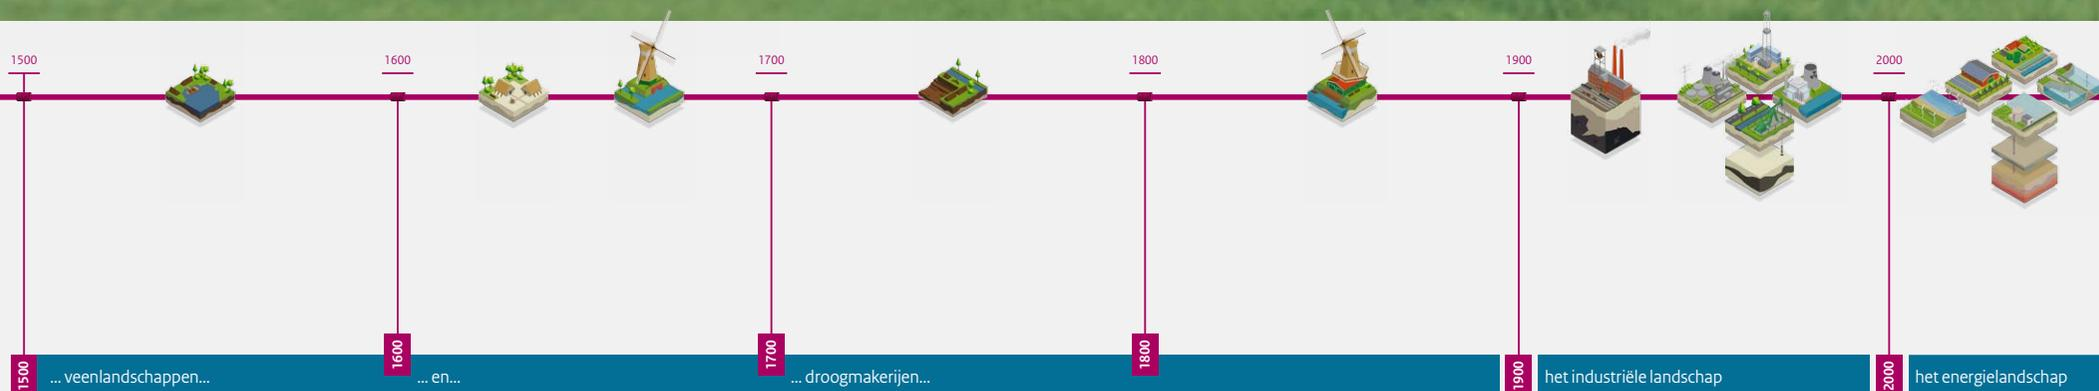 1500
1600
1700
1800
1900
2000
1500
1600
1700
1800
1900
2000
... veenlandschappen...
... en...
... droogmakerijen...
het industriële landschap
het energielandschap